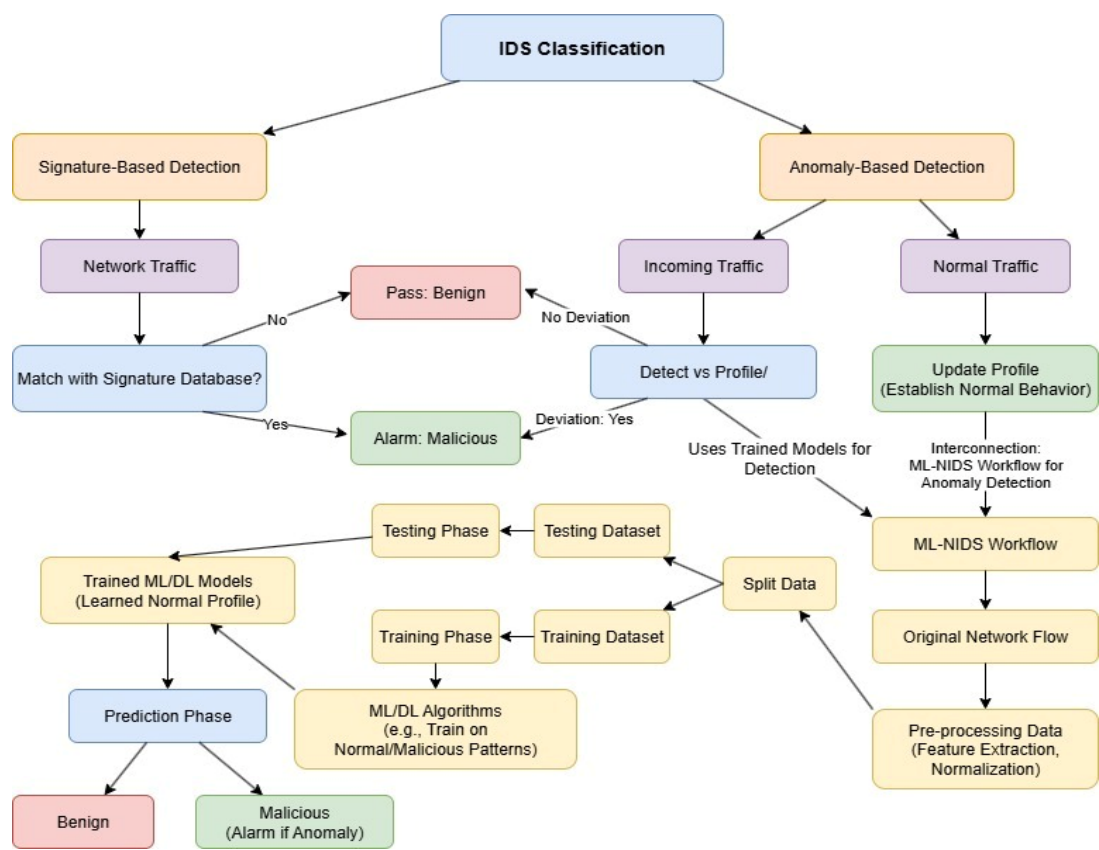 IDS Classification
Signature-Based Detection
Anomaly-Based Detection
Network Traffic
Incoming Traffic
Normal Traffic
Pass: Benign
No
No Deviation
Match with Signature Database?
Detect vs Profile/
Update Profile
(Establish Normal Behavior)
Yes
Alarm: Malicious
Deviation: Yes
Uses Trained Models for
Detection
Interconnection:
ML-NIDS Workflow for
Anomaly Detection
Testing Phase
Testing Dataset
ML-NIDS Workflow
Trained ML/DL Models
(Learned Normal Profile)
Split Data
Training Phase
Training Dataset
Original Network Flow
Prediction Phase
ML/DL Algorithms
(e.g., Train on
Normal/Malicious Patterns)
Pre-processing Data
(Feature Extraction,
Normalization)
Benign
Malicious
(Alarm if Anomaly)